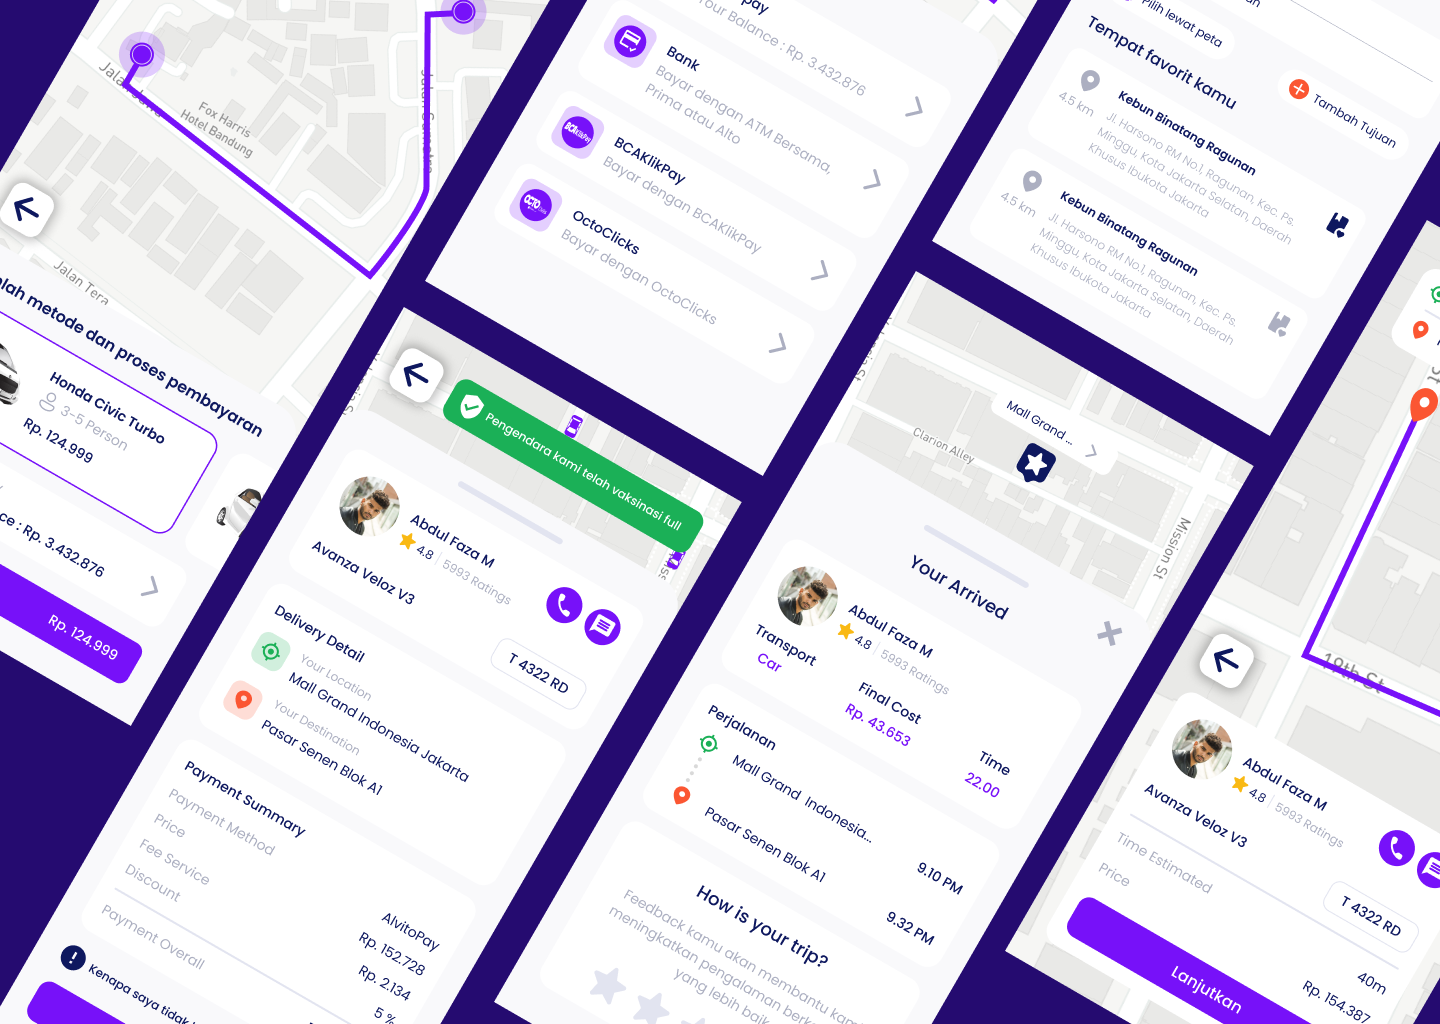 Fox Harris
Hotel Bandung
Jalan Tera
metode dan proses pembayaran
Honda Civic Turbo
3-5 Person
Rp. 124.999
: Rp. 3.432.876
Rp. 124.999
Balance : Rp. 3.432.876
Bank
Bayar dengan ATM Bersama,
Prima atau Alto
BCAKlikPay
Bayar dengan BCAKlikPay
OctoClicks
Bayar dengan OctoClicks
Pengendara kami telah vaksinasi full
Abdul Faza M
4.8
5993 Ratings
Avanza Veloz V3
T 4322 RD
Delivery Detail
Your Location
Mall Grand Indonesia Jakarta
Your Destination
Pasar Senen Blok A1
Payment Summary
Payment Method
AlvitoPay
Price
Rp. 152.728
Fee Service
Rp. 2.134
Discount
5 %
Payment Overall
Kenapa saya tidak
Pilih lewat peta
Tempat favorit kamu
Tambah Tujuan
Kebun Binatang Ragunan
4.5 km
Jl. Harsono RM No.1, Ragunan, Kec. Ps.
Minggu, Kota Jakarta Selatan, Daerah
Khusus Ibukota Jakarta
Kebun Binatang Ragunan
4.5 km
Jl. Harsono RM No.1, Ragunan, Kec. Ps.
Minggu, Kota Jakarta Selatan, Daerah
Khusus Ibukota Jakarta
Mall Grand ...
Clarion Alley
Mission St
Your Arrived
Abdul Faza M
4.8
5993 Ratings
Transport
Car
Final Cost
Rp. 43.653
Time
22.00
Perjalanan
Mall Grand Indonesia...
9.10 PM
Pasar Senen Blok A1
9.32 PM
How is your trip?
Feedback kamu akan membantu kami
meningkatkan pengalaman
yang lebih baik
19th St
Abdul Faza M
4.8
5993 Ratings
Avanza Veloz V3
T 4322 RD
Time Estimated
40m
Price
Rp. 154.387
Lanjutkan